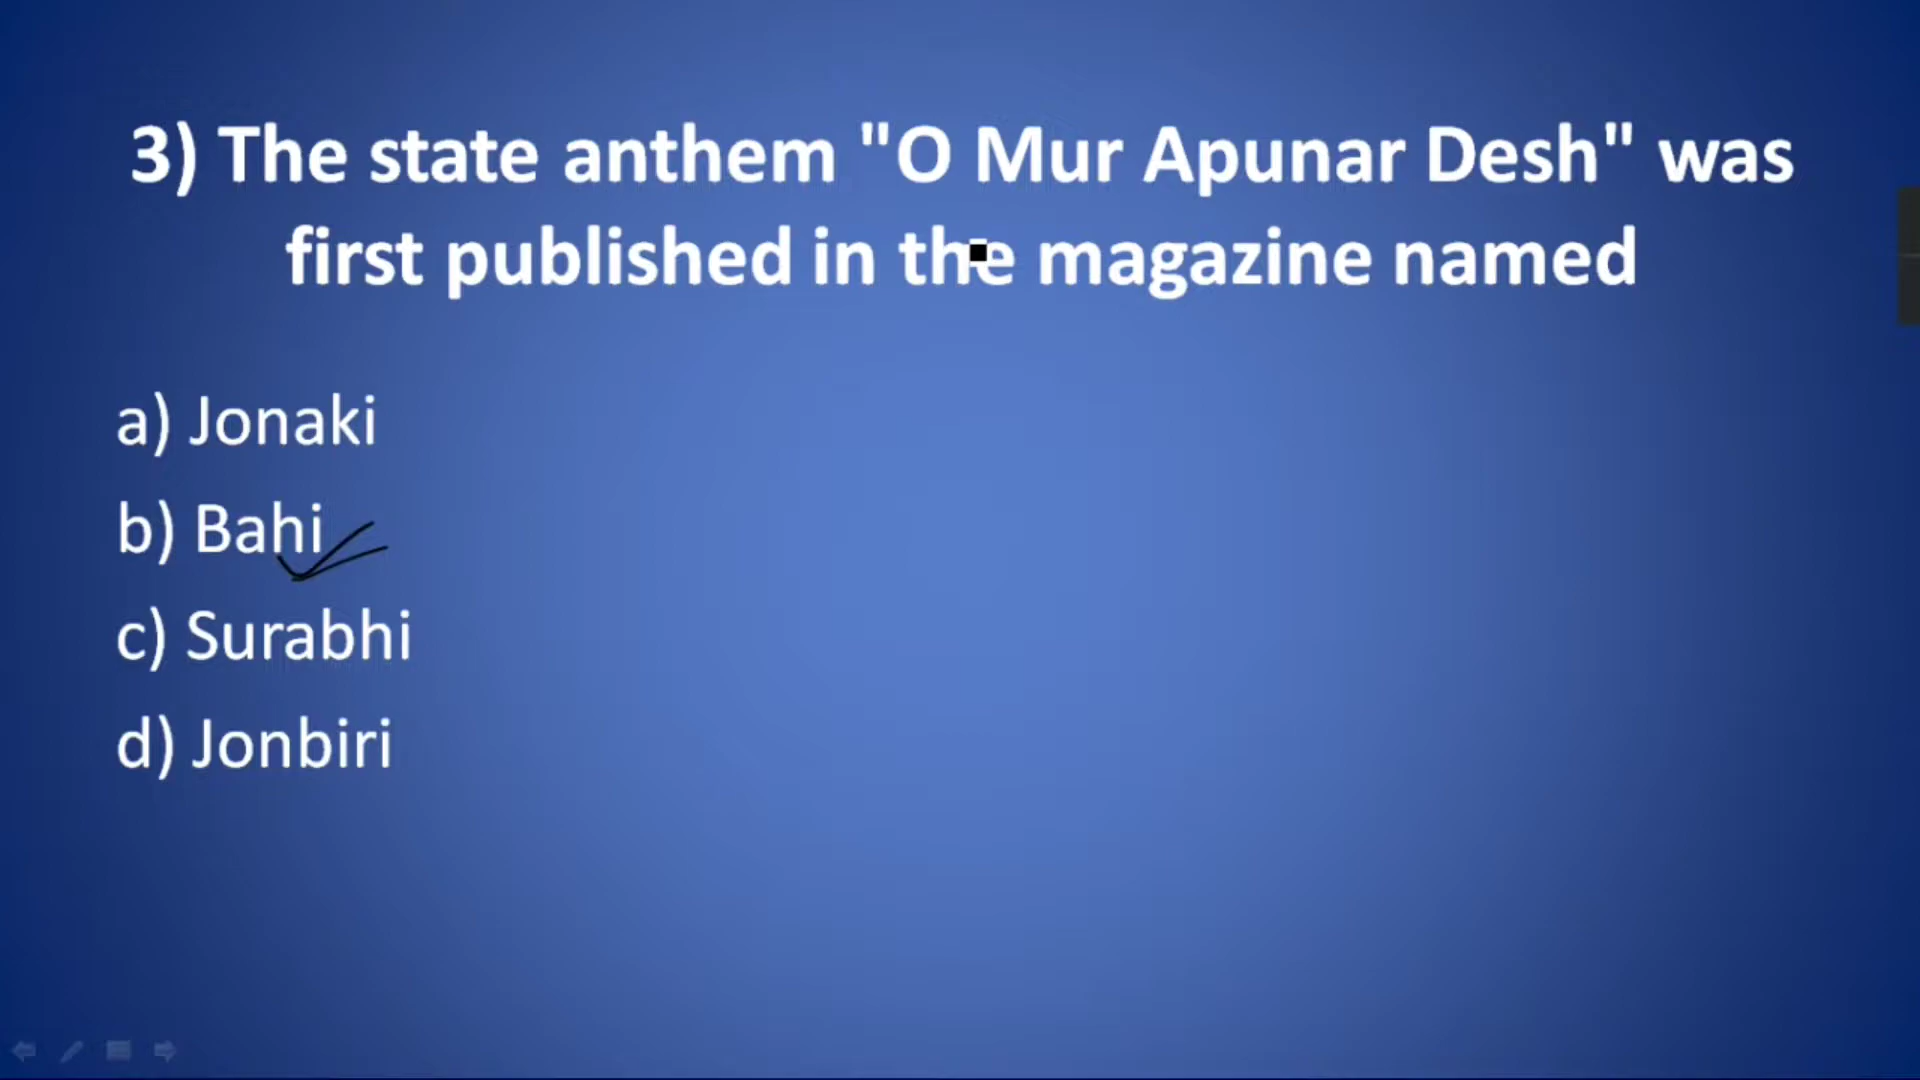 3) The state anthem "O Mur Apunar Desh" was
first published in the magazine named
a) Jonaki
b) Bahi
c) Surabhi
d) Jonbiri